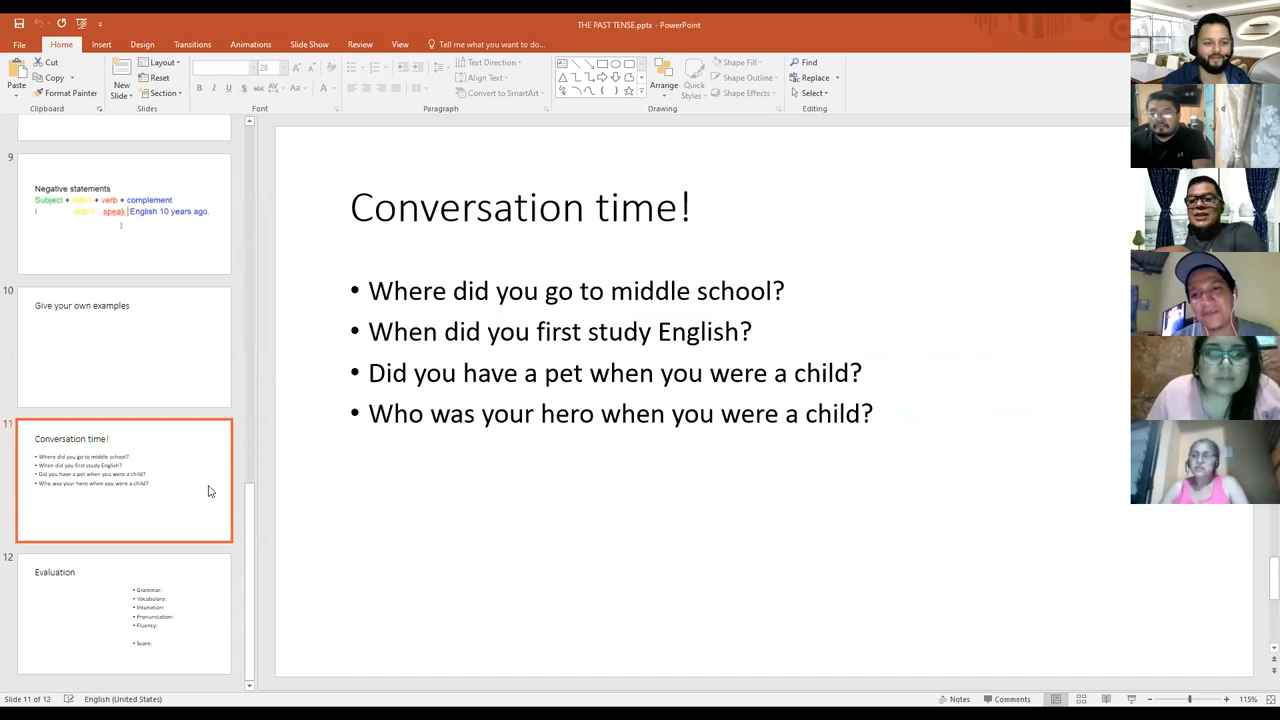 THE PAST TENSE.pptx - PowerPoint
File Home Insert Design Transitions Animations Slide Show Review View Tell me what you want to do...
Paste Cut Copy Format Painter
New Slide Layout Reset Section
28
Text Direction Align Text Convert to SmartArt
Arrange Quick Styles Shape Fill Shape Outline Shape Effects
Find Replace Select
Clipboard Slides Font Paragraph Drawing Editing
9
Negative statements
Subject + didn't + verb + complement
I didn't speak English 10 years ago.
10
Give your own examples
11
Conversation time!
• Where did you go to middle school?
• When did you first study English?
• Did you have a pet when you were a child?
• Who was your hero when you were a child?
12
Evaluation
• Grammar:
• Vocabulary:
• Intonation:
• Pronunciation:
• Fluency:
• Score:
Conversation time!
• Where did you go to middle school?
• When did you first study English?
• Did you have a pet when you were a child?
• Who was your hero when you were a child?
Slide 11 of 12 English (United States) Notes Comments 115%